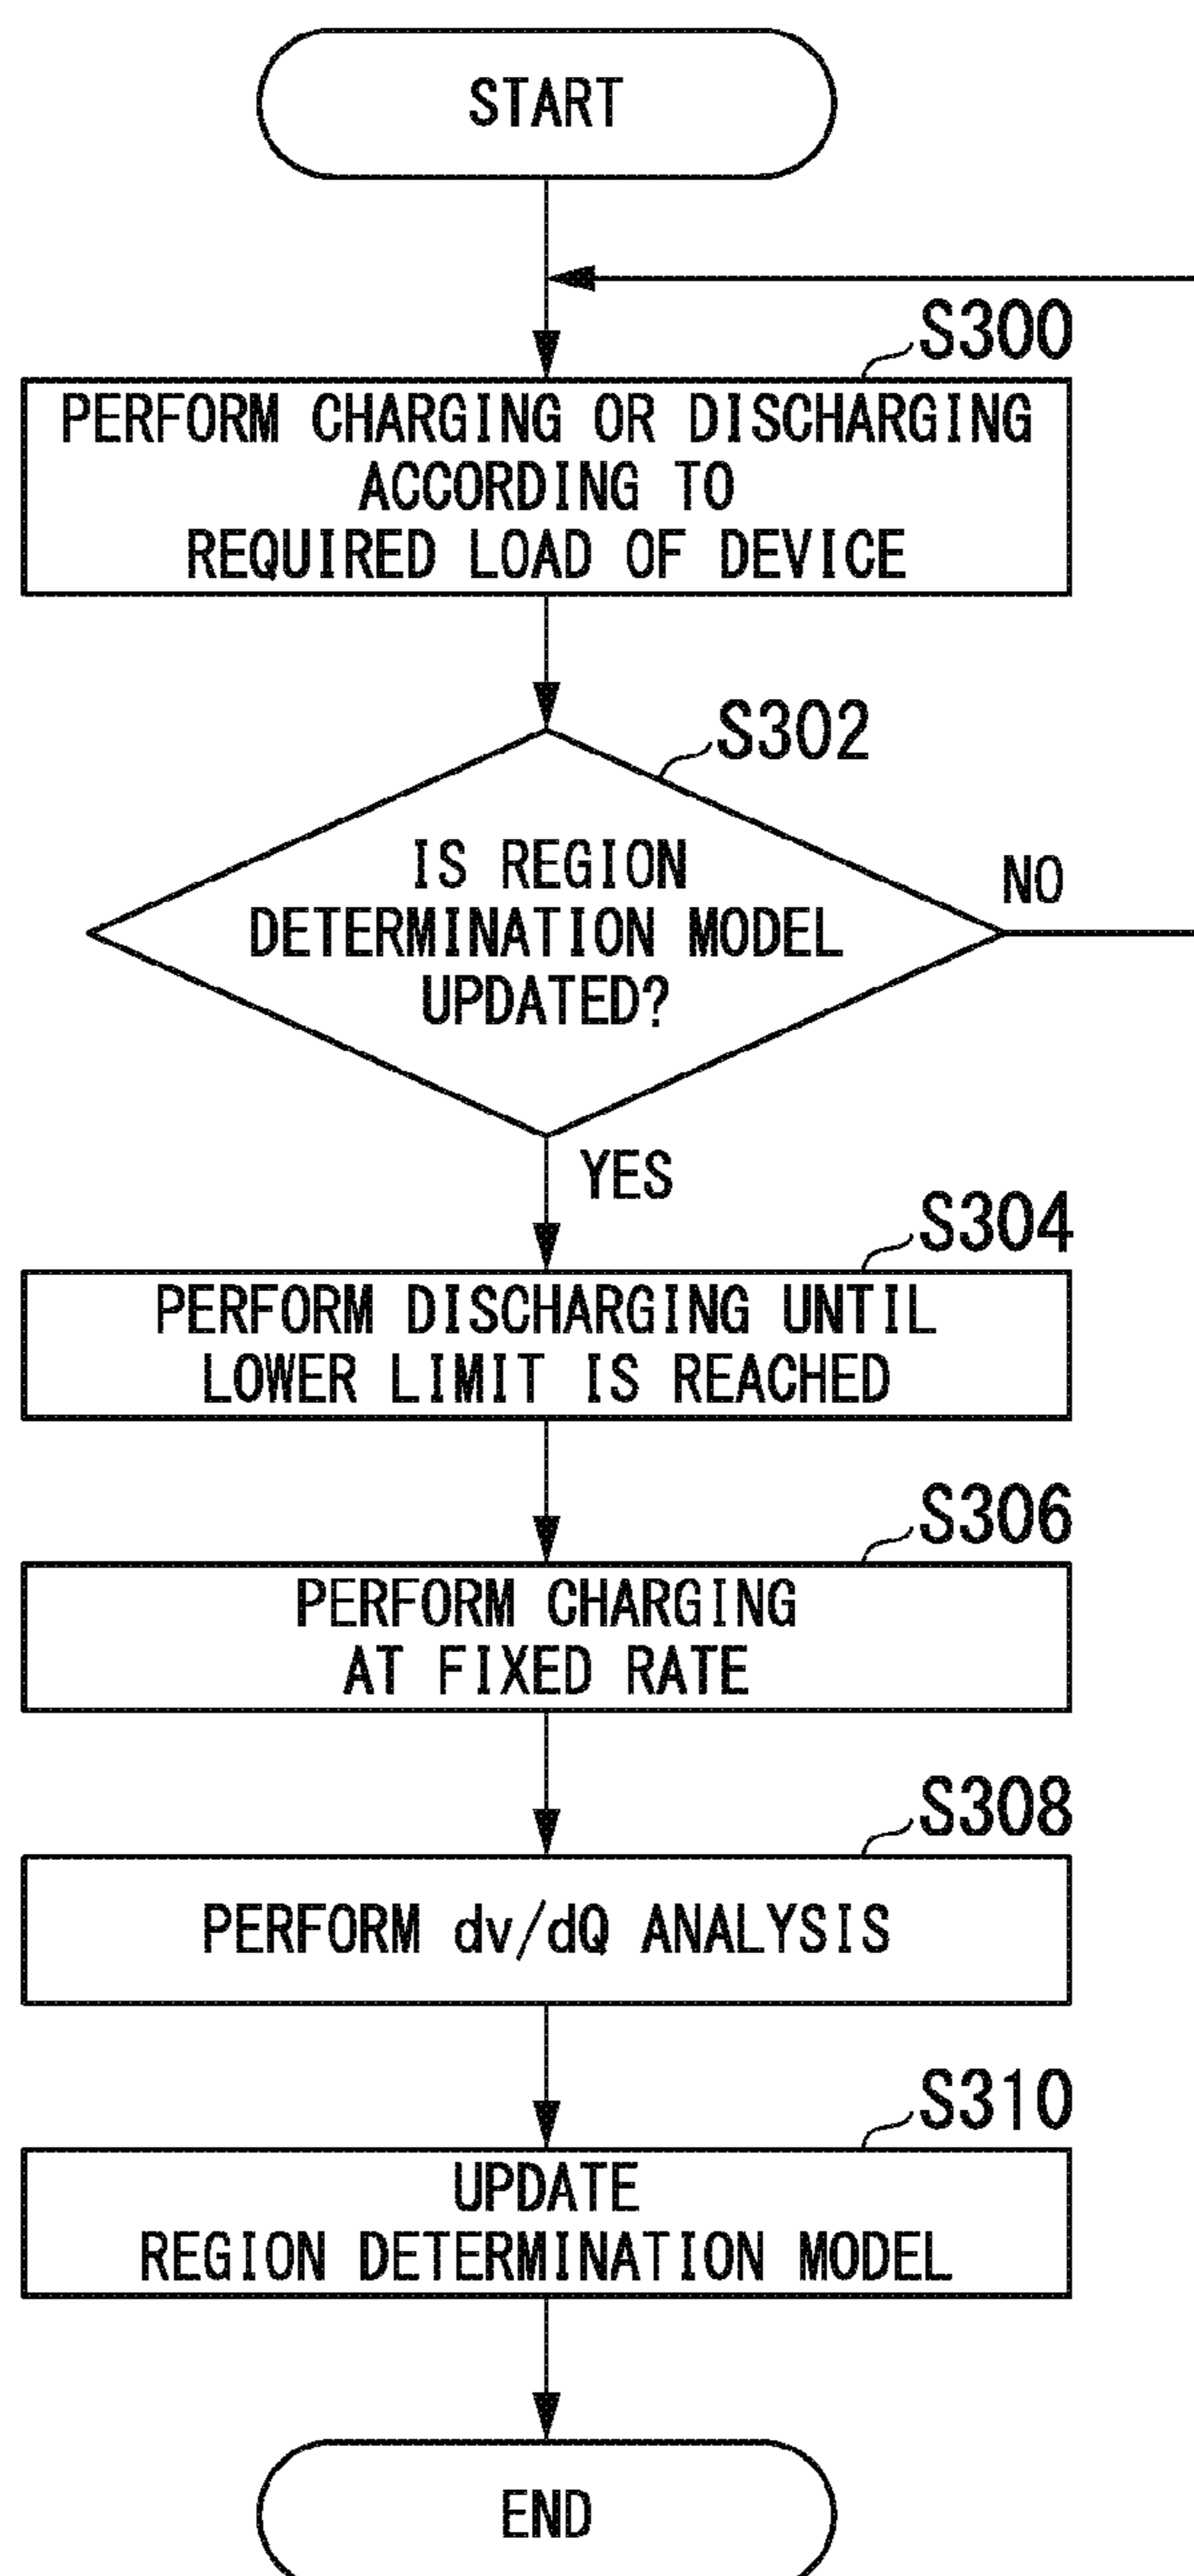 START
S300
PERFORM CHARGING OR DISCHARGING
ACCORDING TO
REQUIRED LOAD OF DEVICE
S302
IS REGION
DETERMINATION MODEL
UPDATED?
NO
YES
S304
PERFORM DISCHARGING UNTIL
LOWER LIMIT IS REACHED
S306
PERFORM CHARGING
AT FIXED RATE
S308
PERFORM dv/dQ ANALYSIS
S310
UPDATE
REGION DETERMINATION MODEL
END